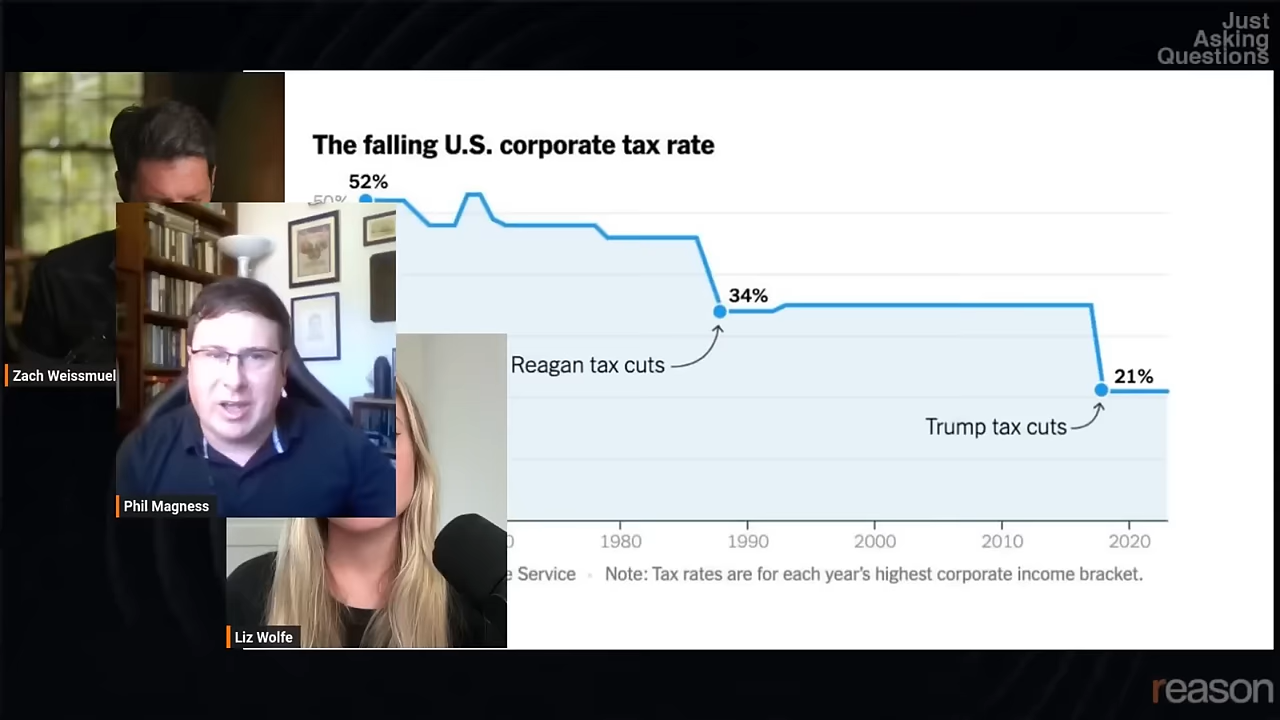 Just
Asking
Questions
The falling U.S. corporate tax rate
52%
50%
34%
Reagan tax cuts
21%
Trump tax cuts
Zach Weissmuel
Phil Magness
Liz Wolfe
0 1980 1990 2000 2010 2020
e Service • Note: Tax rates are for each year's highest corporate income bracket.
reason